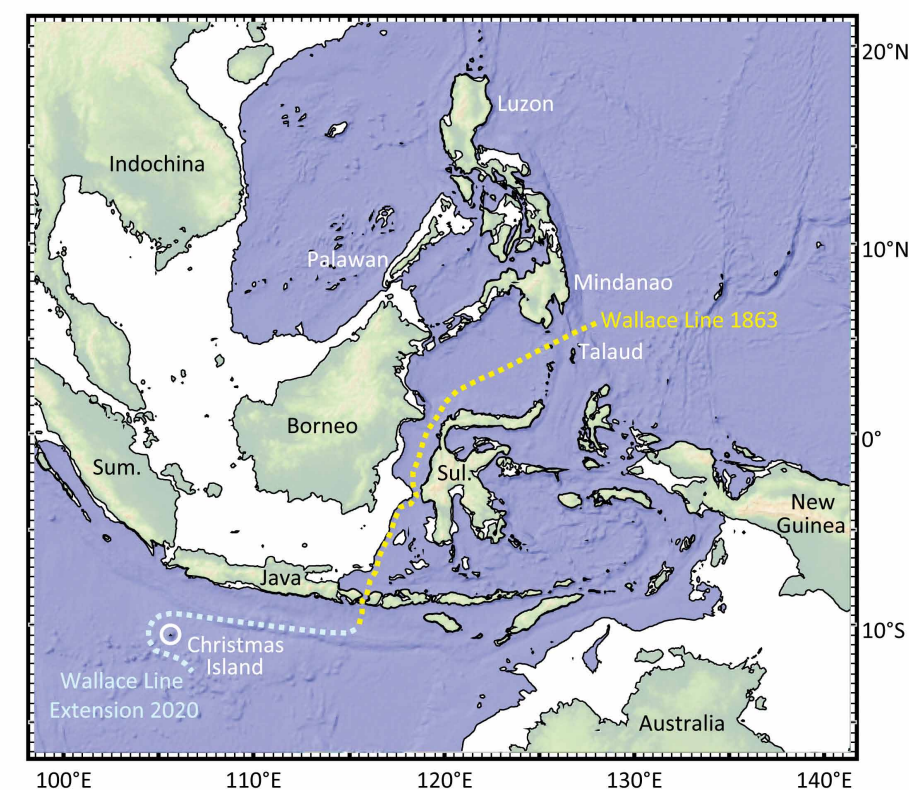 20°N
Luzon
Indochina
10°N
Palawan
Mindanao
Wallace Line 1863
Talaud
Borneo
0°
Sum.
Sul.
New
Guinea
Java
10°S
Christmas
Island
Wallace Line
Extension 2020
Australia
100°E
110°E
120°E
130°E
140°E